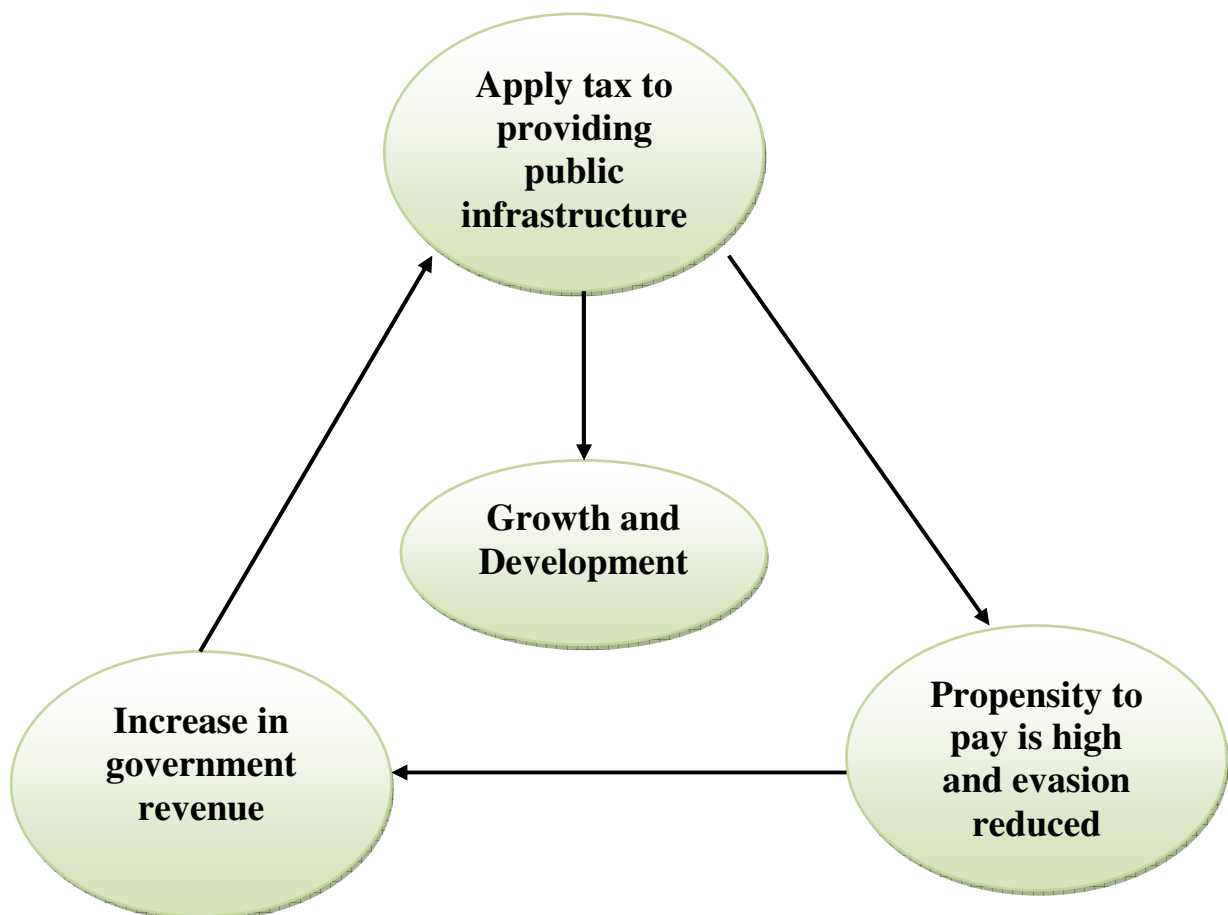 Apply tax to
providing
public
infrastructure
Growth and
Development
Increase in
government
revenue
Propensity to
pay is high
and evasion
reduced